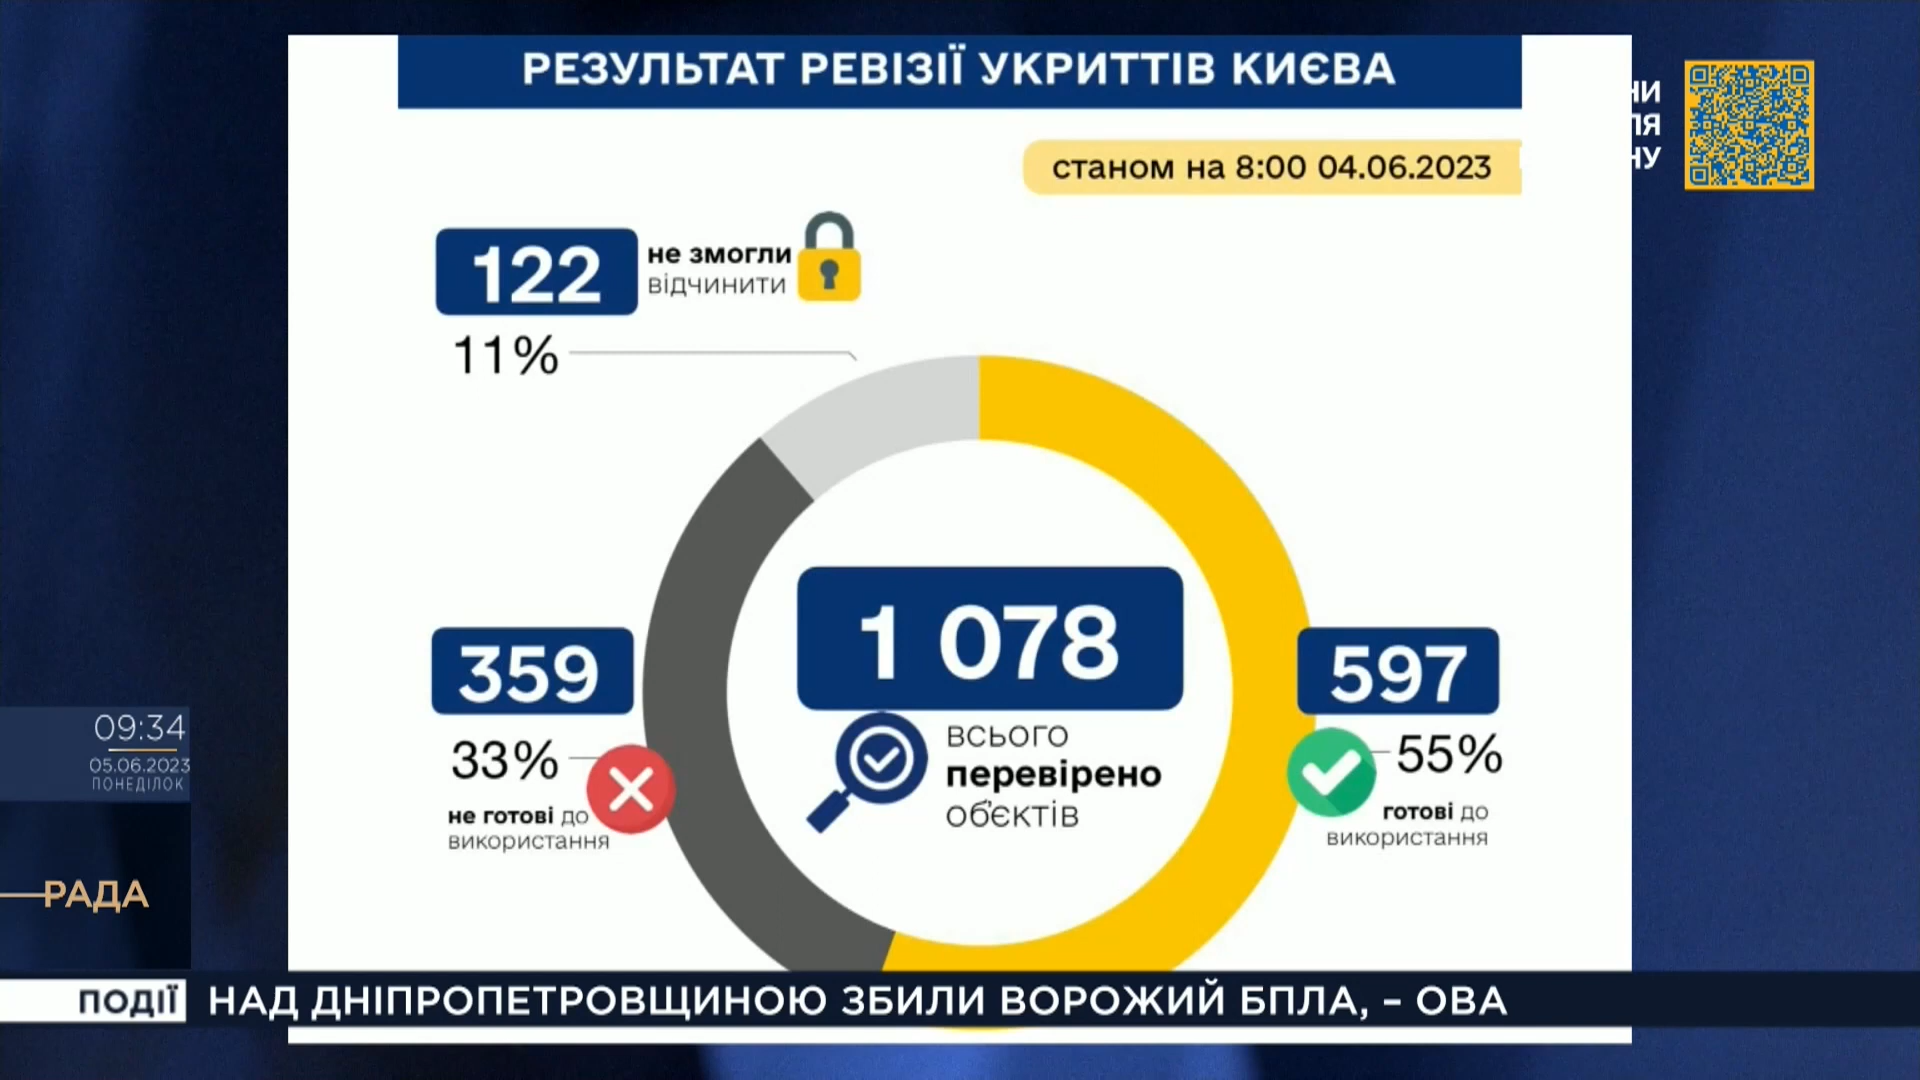 РЕЗУЛЬТАТ РЕВІЗІЇ УКРИТТІВ КИЄВА
станом на 8:00 04.06.2023
122
не змогли
відчинити
11%
1 078
всього
перевірено
об'єктів
359
33%
не готові до
використання
597
55%
готові до
використання
09:34
05.06.2023
ПОНЕДІЛОК
РАДА
ПОДІЇ
НАД ДНІПРОПЕТРОВЩИНОЮ ЗБИЛИ ВОРОЖИЙ БПЛА, – ОВА